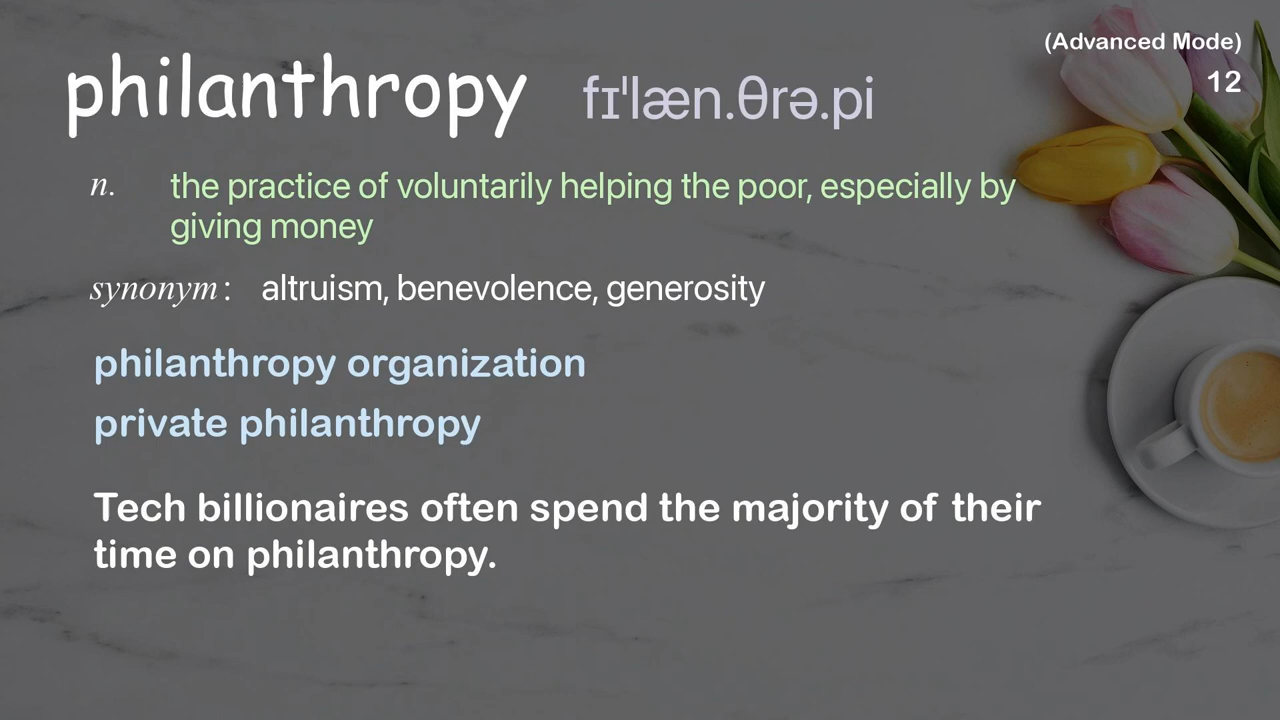 (Advanced Mode)
12
philanthropy fɪˈlæn.θrə.pi
n. the practice of voluntarily helping the poor, especially by
giving money
synonym: altruism, benevolence, generosity
philanthropy organization
private philanthropy
Tech billionaires often spend the majority of their
time on philanthropy.